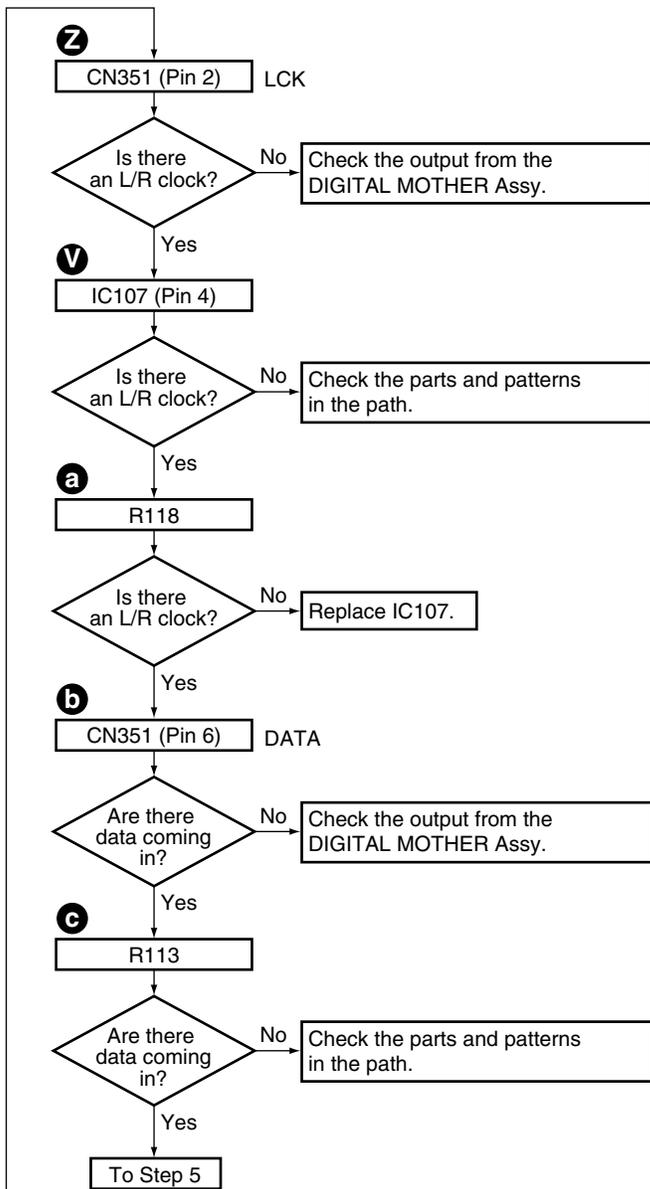 Z
CN351 (Pin 2) LCK
Is there
an L/R clock?
No
Check the output from the
DIGITAL MOTHER Assy.
Yes
V
IC107 (Pin 4)
Is there
an L/R clock?
No
Check the parts and patterns
in the path.
Yes
a
R118
Is there
an L/R clock?
No
Replace IC107.
Yes
b
CN351 (Pin 6) DATA
Are there
data coming
in?
No
Check the output from the
DIGITAL MOTHER Assy.
Yes
c
R113
Are there
data coming
in?
No
Check the parts and patterns
in the path.
Yes
To Step 5